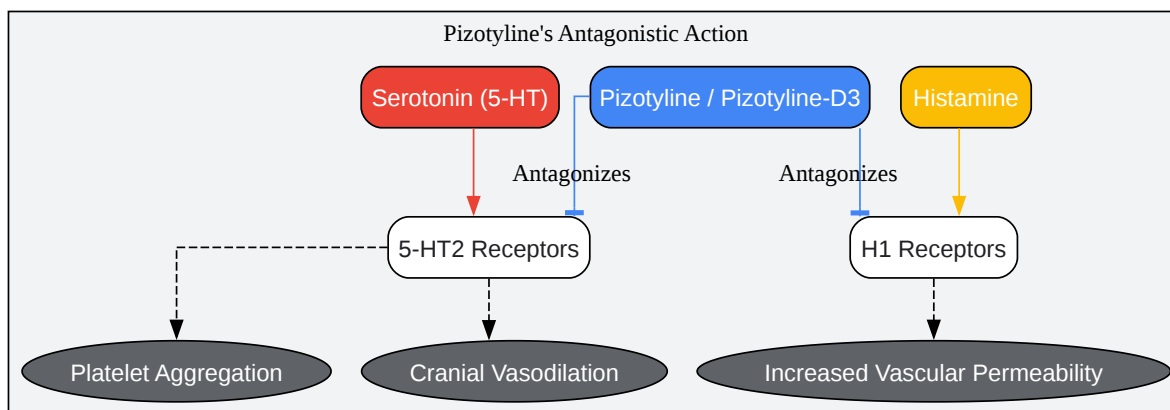 Pizotyline's Antagonistic Action
Serotonin (5-HT)
Pizotyline / Pizotyline-D3
Histamine
Antagonizes
Antagonizes
5-HT2 Receptors
H1 Receptors
Platelet Aggregation
Cranial Vasodilation
Increased Vascular Permeability